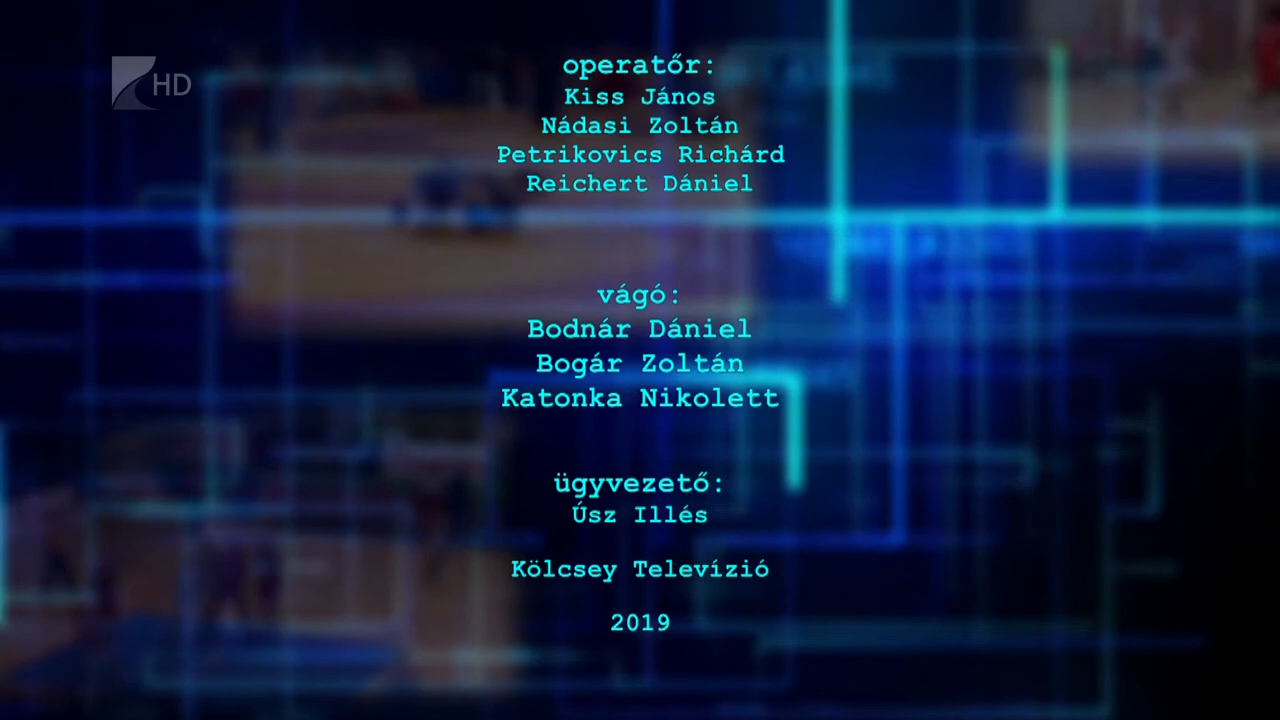 HD
operatőr:
Kiss János
Nádasi Zoltán
Petrikovics Richárd
Reichert Dániel
vágó:
Bodnár Dániel
Bogár Zoltán
Katonka Nikolett
ügyvezető:
Úsz Illés
Kölcsey Televízió
2019